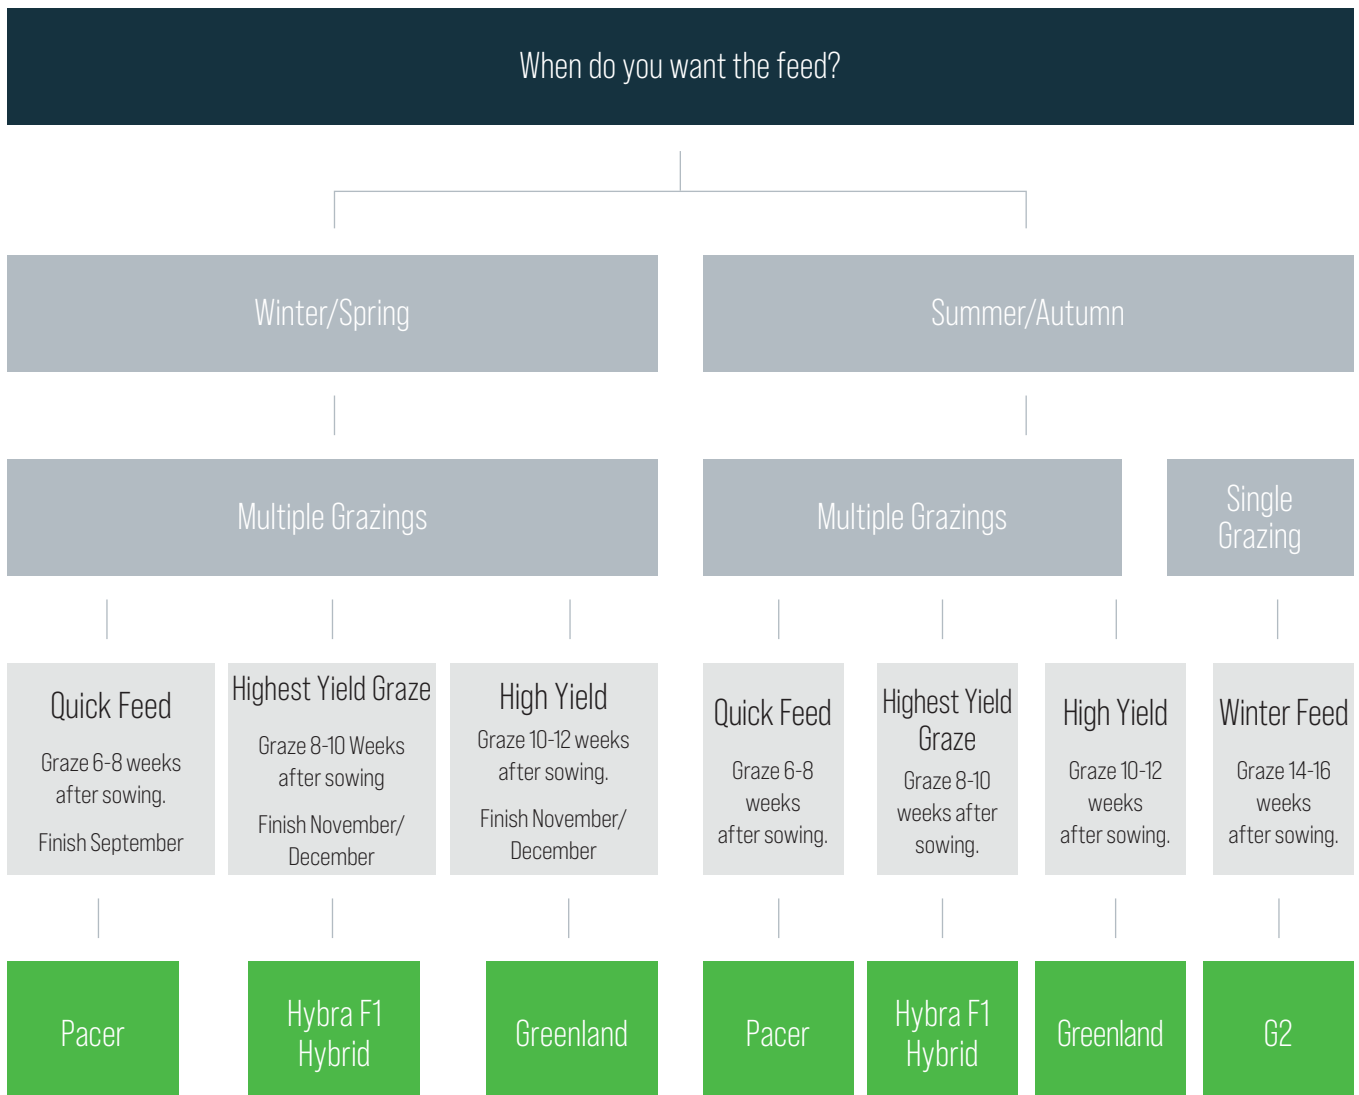 When do you want the feed?
Winter/Spring
Summer/Autumn
Multiple Grazings
Multiple Grazings
Single
Grazing
Quick Feed
Graze 6-8 weeks
after sowing.
Finish September
Highest Yield Graze
Graze 8-10 Weeks
after sowing
Finish November/
December
High Yield
Graze 10-12 weeks
after sowing.
Finish November/
December
Quick Feed
Graze 6-8
weeks
after sowing.
Highest Yield
Graze
Graze 8-10
weeks after
sowing.
High Yield
Graze 10-12
weeks
after sowing.
Winter Feed
Graze 14-16
weeks
after sowing.
Pacer
Hybra F1
Hybrid
Greenland
Pacer
Hybra F1
Hybrid
Greenland
G2